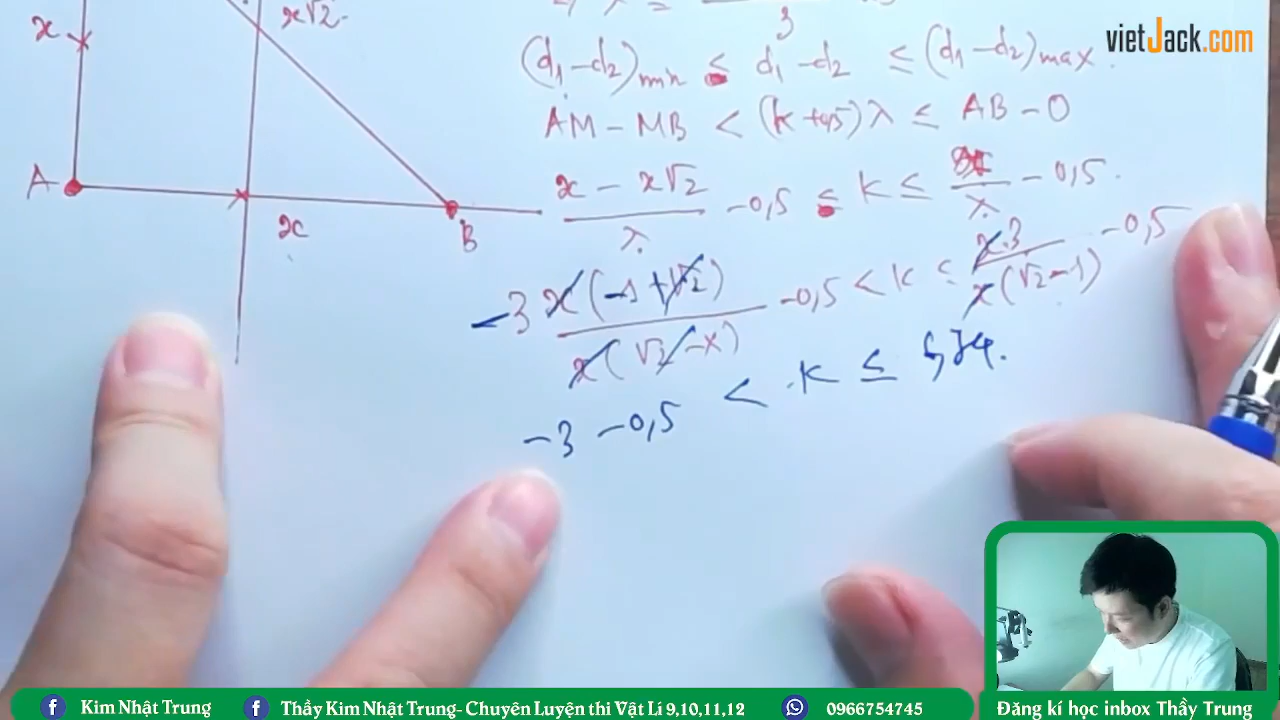 vietJack.com
x
x√2
3
(d₁-d₂)min ≤ d₁-d₂ ≤ (d₁-d₂)max.
AM-MB < (k+0,5)λ ≤ AB-0
A
x
B
x-x√2/λ -0,5 ≤ k ≤ x/λ -0,5.
-3x(-1+√2)/x(√2-1) -0,5 < k ≤ x.3/x(√2-1) -0,5
-3 -0,5 < k ≤ 6,74.
Kim Nhật Trung
Thầy Kim Nhật Trung- Chuyên Luyện thi Vật Lí 9,10,11,12
0966754745
Đăng kí học inbox Thầy Trung